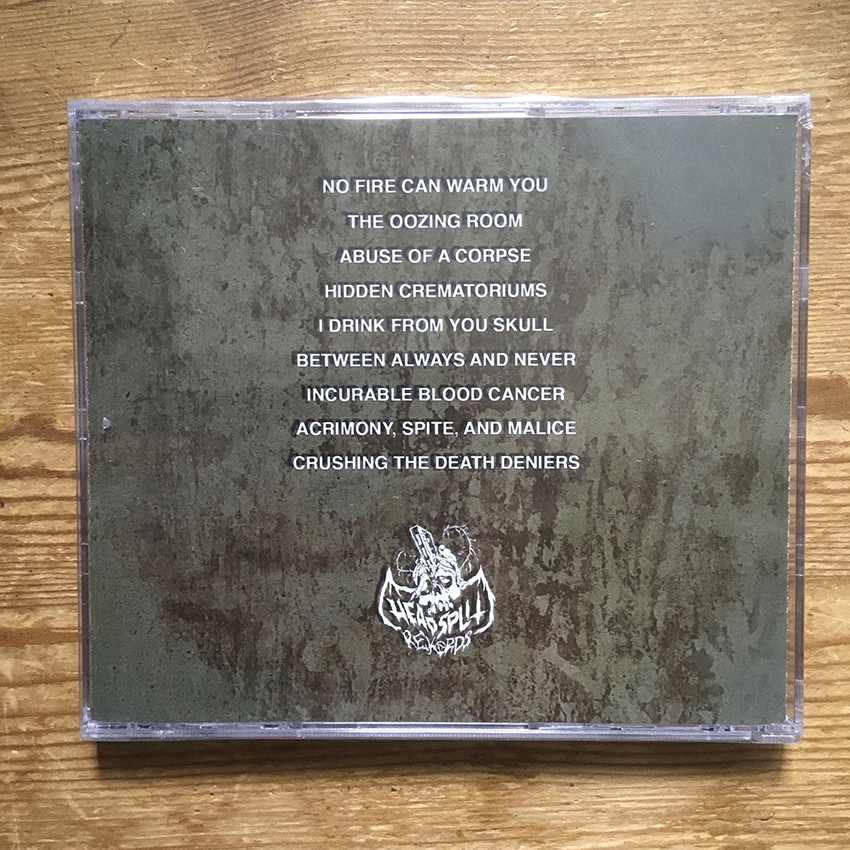 NO FIRE CAN WARM YOU
THE OOZING ROOM
ABUSE OF A CORPSE
HIDDEN CREMATORIUMS
I DRINK FROM YOU SKULL
BETWEEN ALWAYS AND NEVER
INCURABLE BLOOD CANCER
ACRIMONY, SPITE, AND MALICE
CRUSHING THE DEATH DENIERS
HEADSPLIT
REKORDS